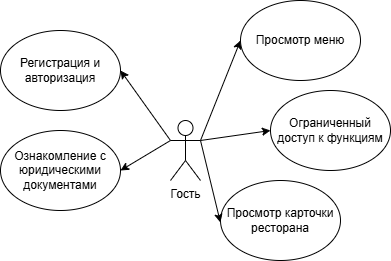 Регистрация и
авторизация
Просмотр меню
Ограниченный
доступ к функциям
Ознакомление с
юридическими
документами
Гость
Просмотр карточки
ресторана